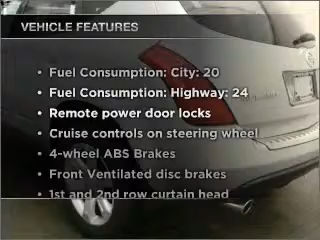 VEHICLE FEATURES
• Fuel Consumption: City: 20
• Fuel Consumption: Highway: 24
• Remote power door locks
• Cruise controls on steering wheel
• 4-wheel ABS Brakes
• Front Ventilated disc brakes
• 1st and 2nd row curtain head